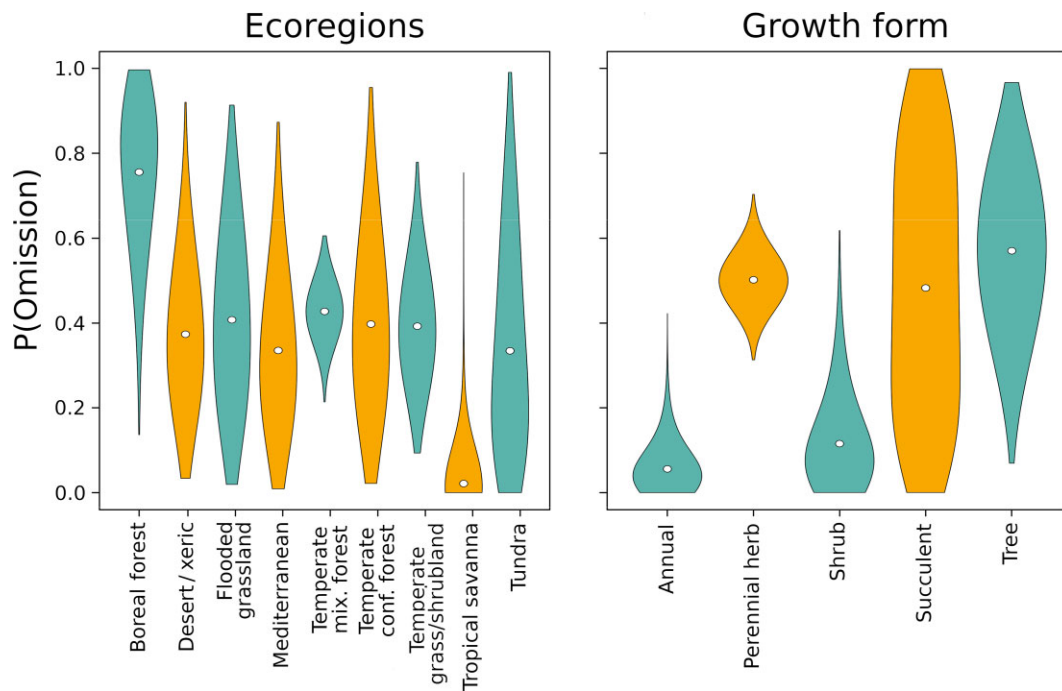 Ecoregions
Growth form
P(Omission)
1.0
0.8
0.6
0.4
0.2
0.0
Boreal forest
Desert / xeric
Flooded
grassland
Mediterranean
Temperate
mix. forest
Temperate
conf. forest
Temperate
grass/shrubland
Tropical savanna
Tundra
Annual
Perennial herb
Shrub
Succulent
Tree